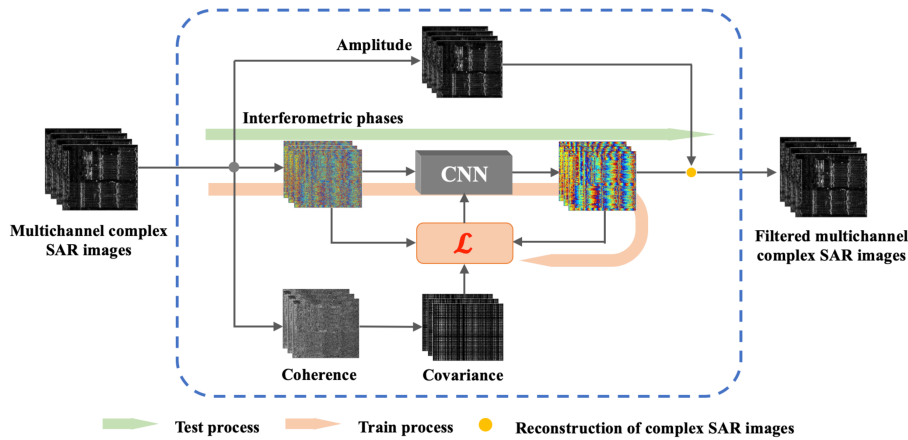 Amplitude
Interferometric phases
CNN
Multichannel complex
SAR images
ℒ
Filtered multichannel
complex SAR images
Coherence
Covariance
Test process
Train process
Reconstruction of complex SAR images